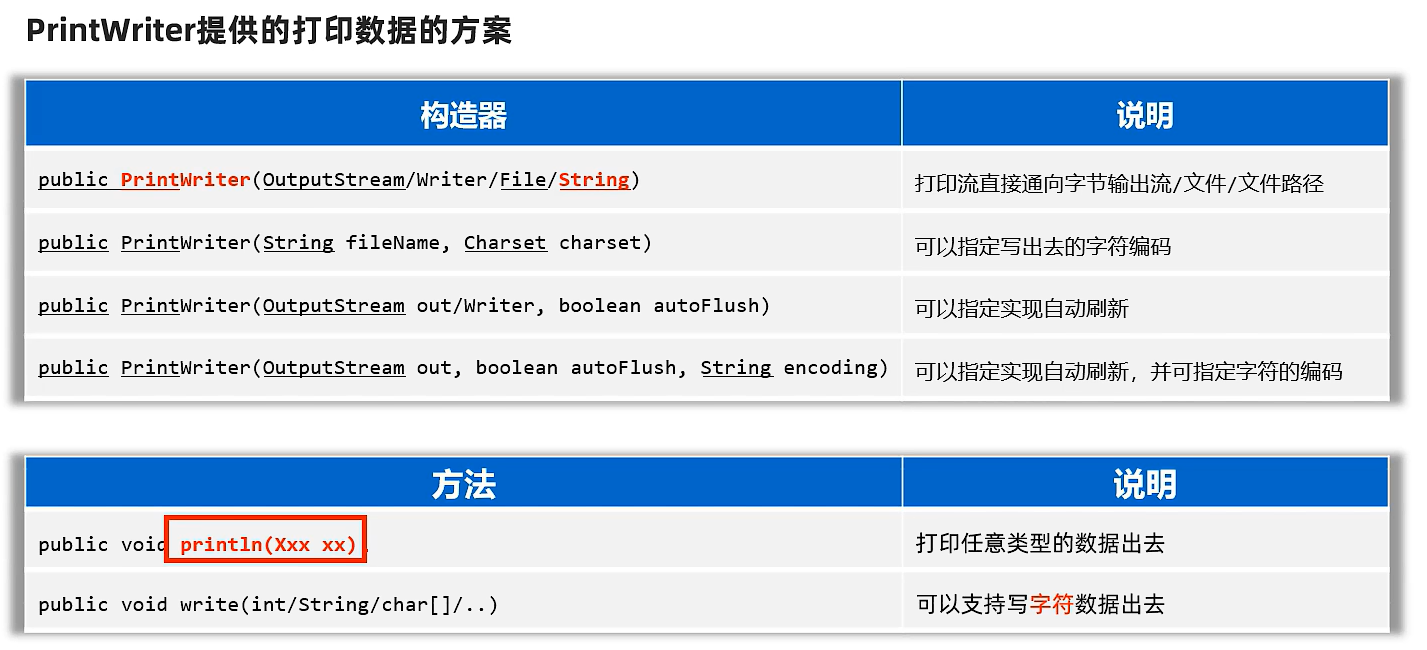 PrintWriter提供的打印数据的方案
构造器 说明
public PrintWriter(OutputStream/Writer/File/String) 打印流直接通向字节输出流/文件/文件路径
public PrintWriter(String fileName, Charset charset) 可以指定写出去的字符编码
public PrintWriter(OutputStream out/Writer, boolean autoFlush) 可以指定实现自动刷新
public PrintWriter(OutputStream out, boolean autoFlush, String encoding) 可以指定实现自动刷新，并可指定字符的编码
方法 说明
public void println(Xxx xx) 打印任意类型的数据出去
public void write(int/String/char[]/..) 可以支持写字符数据出去